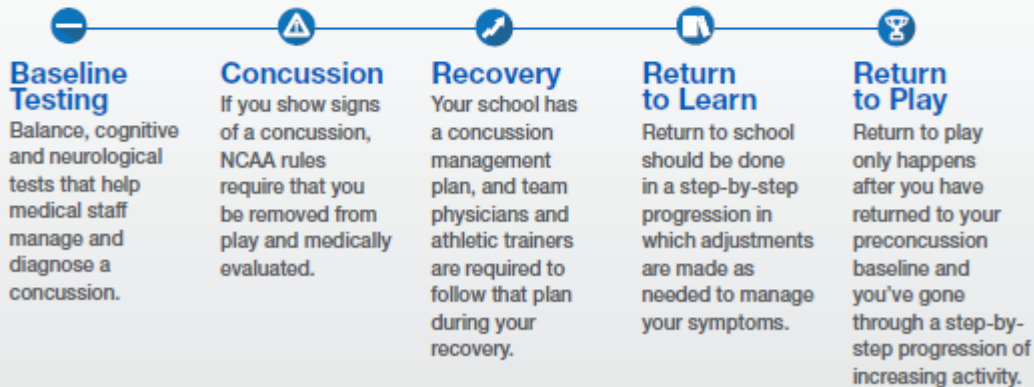 Baseline
Testing
Balance, cognitive
and neurological
tests that help
medical staff
manage and
diagnose a
concussion.
Concussion
If you show signs
of a concussion,
NCAA rules
require that you
be removed from
play and medically
evaluated.
Recovery
Your school has
a concussion
management
plan, and team
physicians and
athletic trainers
are required to
follow that plan
during your
recovery.
Return
to Learn
Return to school
should be done
in a step-by-step
progression in
which adjustments
are made as
needed to manage
your symptoms.
Return
to Play
Return to play
only happens
after you have
returned to your
preconcussion
baseline and
you've gone
through a step-by-
step progression of
increasing activity.